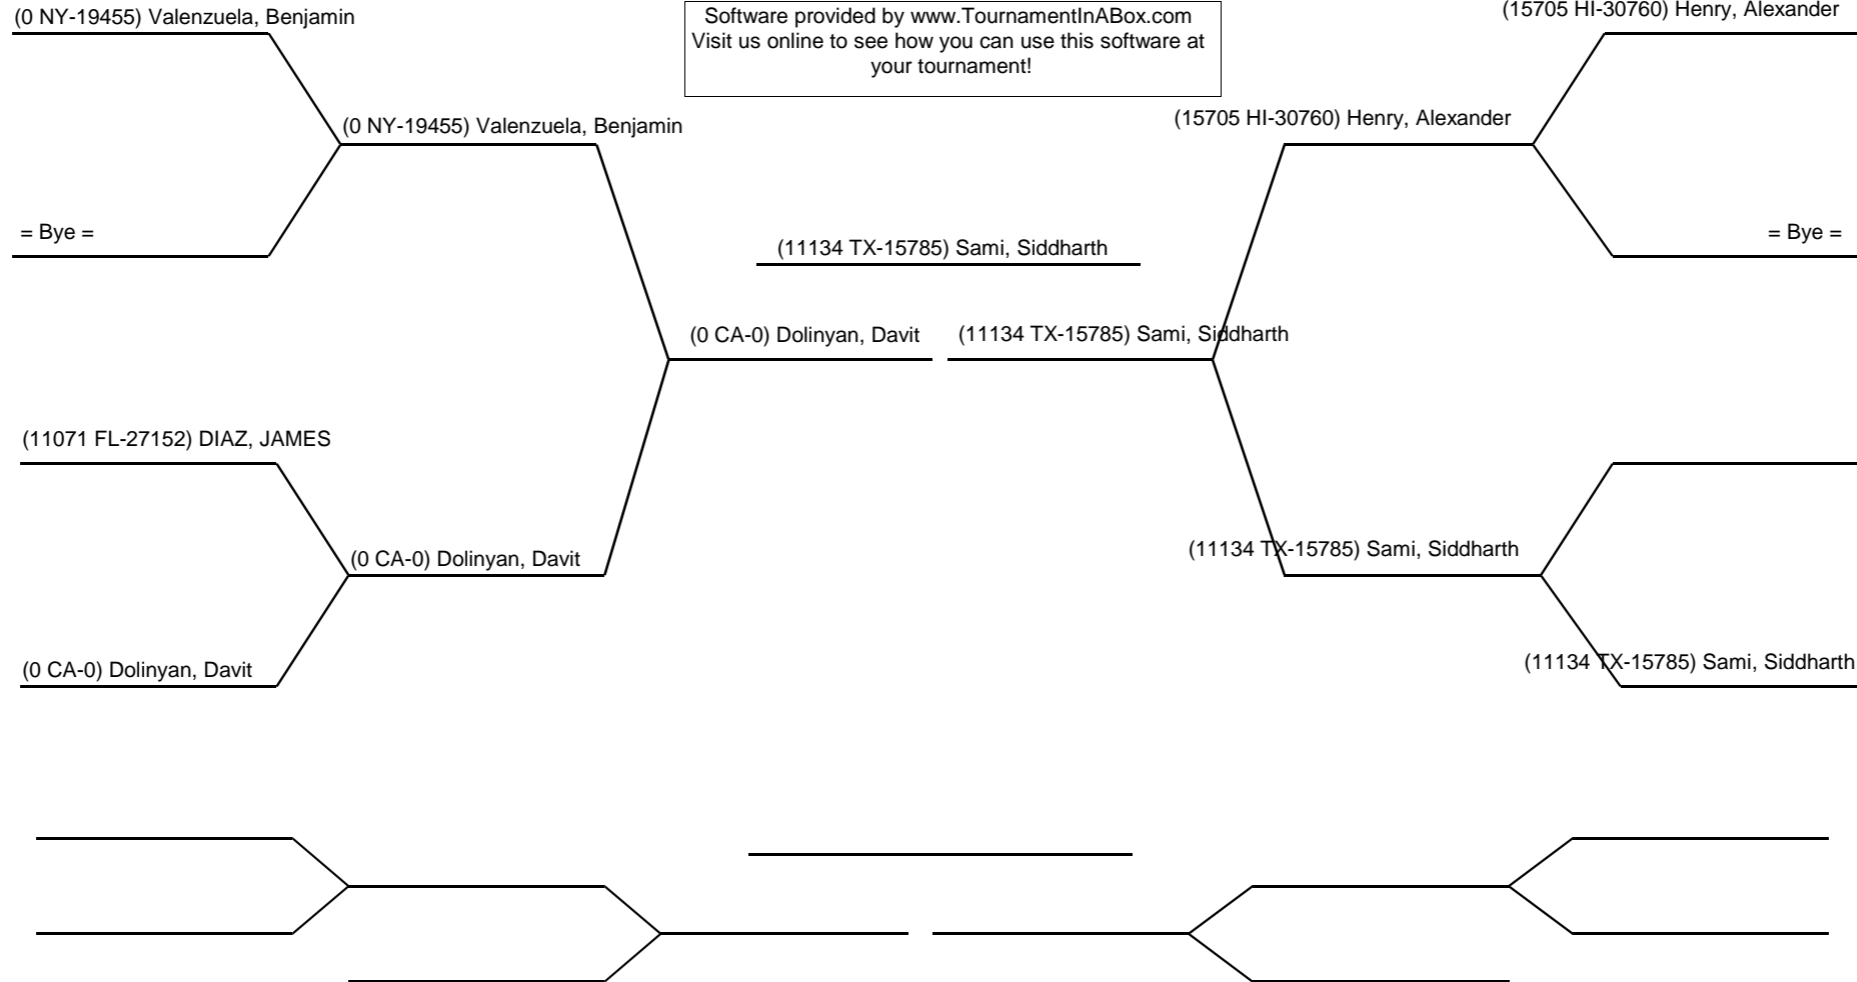 (0 NY-19455) Valenzuela, Benjamin
Software provided by www.TournamentInABox.com
Visit us online to see how you can use this software at
your tournament!
(15705 HI-30760) Henry, Alexander
(0 NY-19455) Valenzuela, Benjamin
(15705 HI-30760) Henry, Alexander
= Bye =
(11134 TX-15785) Sami, Siddharth
= Bye =
(0 CA-0) Dolinyan, Davit
(11134 TX-15785) Sami, Siddharth
(11071 FL-27152) DIAZ, JAMES
(0 CA-0) Dolinyan, Davit
(11134 TX-15785) Sami, Siddharth
(0 CA-0) Dolinyan, Davit
(11134 TX-15785) Sami, Siddharth